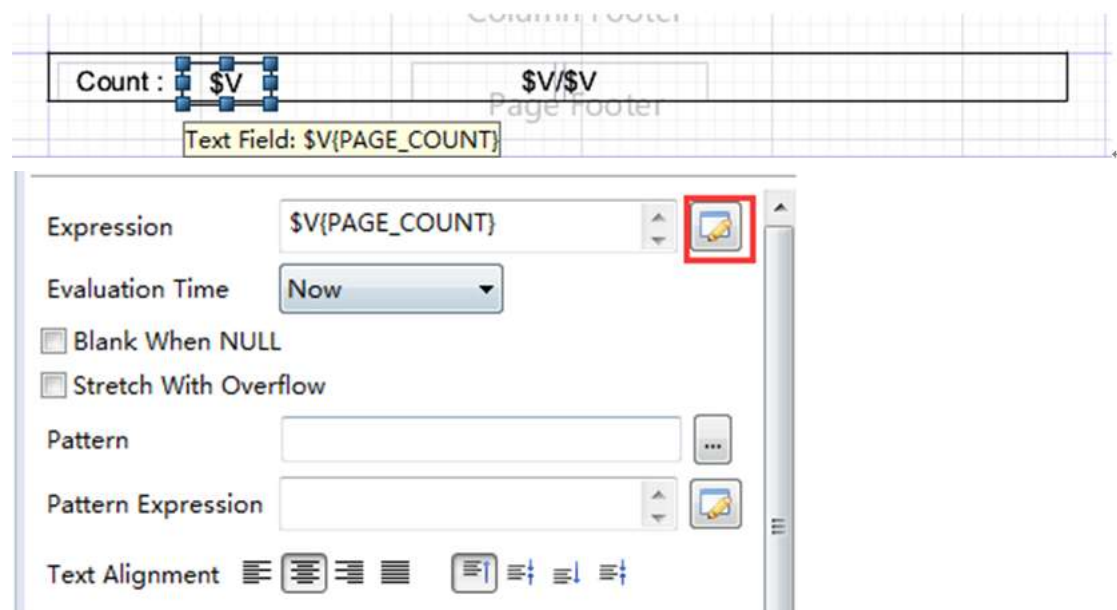 Column Footer
Count : $V $V/$V
Page Footer
Text Field: $V{PAGE_COUNT}
Expression $V{PAGE_COUNT}
Evaluation Time Now
Blank When NULL
Stretch With Overflow
Pattern ...
Pattern Expression
Text Alignment